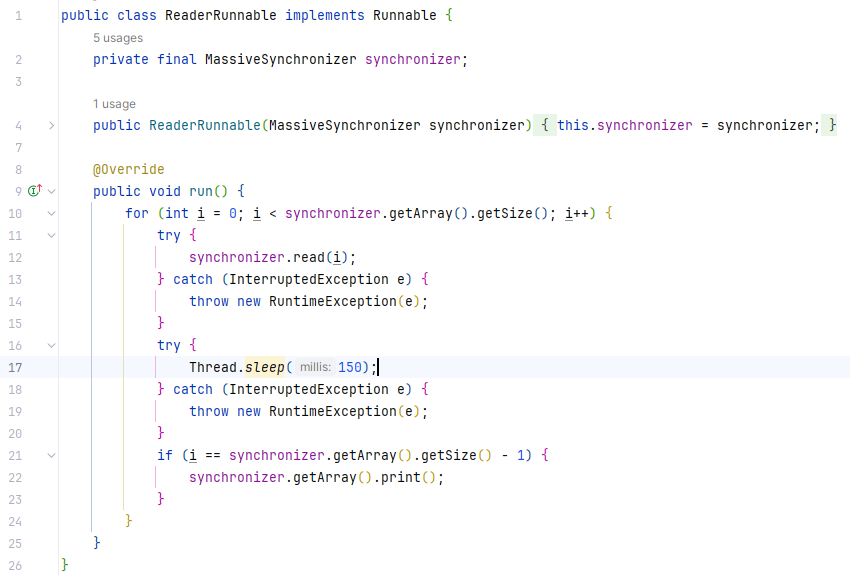 1 public class ReaderRunnable implements Runnable {
5 usages
2 private final MassiveSynchronizer synchronizer;
3
1 usage
4 public ReaderRunnable(MassiveSynchronizer synchronizer) { this.synchronizer = synchronizer; }
7
8 @Override
9 public void run() {
10 for (int i = 0; i < synchronizer.getArray().getSize(); i++) {
11 try {
12 synchronizer.read(i);
13 } catch (InterruptedException e) {
14 throw new RuntimeException(e);
15 }
16 try {
17 Thread.sleep( millis: 150);
18 } catch (InterruptedException e) {
19 throw new RuntimeException(e);
20 }
21 if (i == synchronizer.getArray().getSize() - 1) {
22 synchronizer.getArray().print();
23 }
24 }
25 }
26 }